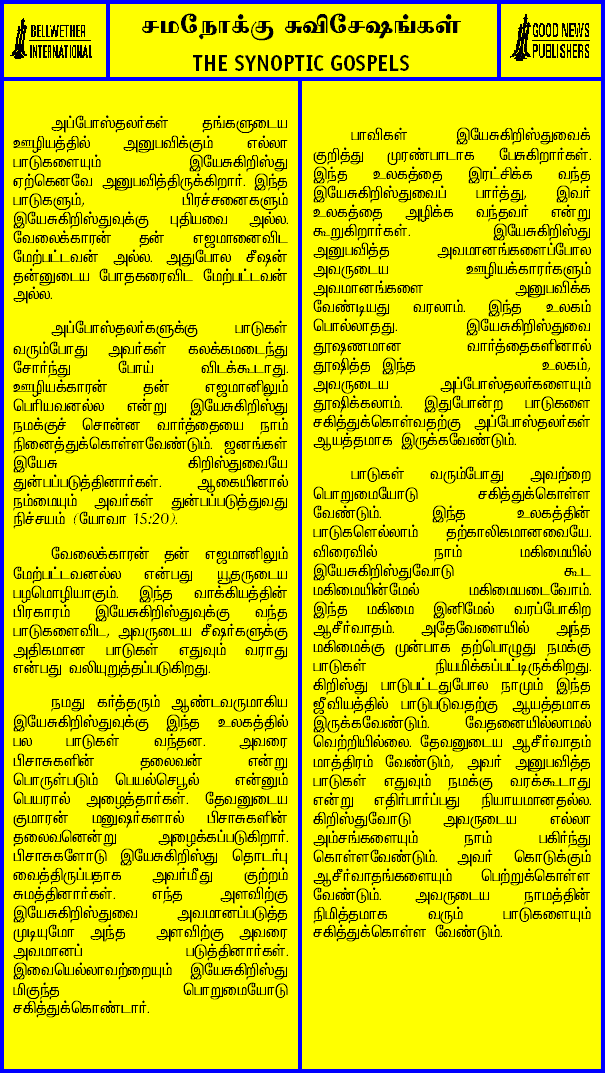 BELLWETHER
INTERNATIONAL
சமநோக்கு சுவிசேஷங்கள்
THE SYNOPTIC GOSPELS
GOOD NEWS
PUBLISHERS
அப்போஸ்தலர்கள் தங்களுடைய
ஊழியத்தில் அனுபவிக்கும் எல்லா
பாடுகளையும் இயேசுகிறிஸ்து
ஏற்கெனவே அனுபவித்திருக்கிறார். இந்த
பாடுகளும், பிரச்சனைகளும்
இயேசுகிறிஸ்துவுக்கு புதியவை அல்ல.
வேலைக்காரன் தன் எஜமானைவிட
மேற்பட்டவன் அல்ல. அதுபோல சீஷன்
தன்னுடைய போதகரைவிட மேற்பட்டவன்
அல்ல.
அப்போஸ்தலர்களுக்கு பாடுகள்
வரும்போது அவர்கள் கலக்கமடைந்து
சோர்ந்து போய் விடக்கூடாது.
ஊழியக்காரன் தன் எஜமானிலும்
பெரியவனல்ல என்று இயேசுகிறிஸ்து
நமக்குச் சொன்ன வார்த்தையை நாம்
நினைத்துக்கொள்ளவேண்டும். ஜனங்கள்
இயேசு கிறிஸ்துவையே
துன்பப்படுத்தினார்கள். ஆகையினால்
நம்மையும் அவர்கள் துன்பப்படுத்துவது
நிச்சயம் (யோவா 15:20).
வேலைக்காரன் தன் எஜமானிலும்
மேற்பட்டவனல்ல என்பது யூதருடைய
பழமொழியாகும். இந்த வாக்கியத்தின்
பிரகாரம் இயேசுகிறிஸ்துவுக்கு வந்த
பாடுகளைவிட, அவருடைய சீஷர்களுக்கு
அதிகமான பாடுகள் எதுவும் வராது
என்பது வலியுறுத்தப்படுகிறது.
நமது கர்த்தரும் ஆண்டவருமாகிய
இயேசுகிறிஸ்துவுக்கு இந்த உலகத்தில்
பல பாடுகள் வந்தன. அவரை
பிசாசுகளின் தலைவன் என்று
பொருள்படும் பெயல்செபூல் என்னும்
பெயரால் அழைத்தார்கள். தேவனுடைய
குமாரன் மனுஷர்களால் பிசாசுகளின்
தலைவனென்று அழைக்கப்படுகிறார்.
பிசாசுகளோடு இயேசுகிறிஸ்து தொடர்பு
வைத்திருப்பதாக அவர்மீது குற்றம்
சுமத்தினார்கள். எந்த அளவிற்கு
இயேசுகிறிஸ்துவை அவமானப்படுத்த
முடியுமோ அந்த அளவிற்கு அவரை
அவமானப் படுத்தினார்கள்.
இவையெல்லாவற்றையும் இயேசுகிறிஸ்து
மிகுந்த பொறுமையோடு
சகித்துக்கொண்டார்.
பாவிகள் இயேசுகிறிஸ்துவைக்
குறித்து முரண்பாடாக பேசுகிறார்கள்.
இந்த உலகத்தை இரட்சிக்க வந்த
இயேசுகிறிஸ்துவைப் பார்த்து, இவர்
உலகத்தை அழிக்க வந்தவர் என்று
கூறுகிறார்கள். இயேசுகிறிஸ்து
அனுபவித்த அவமானங்களைப்போல
அவருடைய ஊழியக்காரர்களும்
அவமானங்களை அனுபவிக்க
வேண்டியது வரலாம். இந்த உலகம்
பொல்லாதது. இயேசுகிறிஸ்துவை
தூஷணமான வார்த்தைகளினால்
தூஷித்த இந்த உலகம்,
அவருடைய அப்போஸ்தலர்களையும்
தூஷிக்கலாம். இதுபோன்ற பாடுகளை
சகித்துக்கொள்வதற்கு அப்போஸ்தலர்கள்
ஆயத்தமாக இருக்கவேண்டும்.
பாடுகள் வரும்போது அவற்றை
பொறுமையோடு சகித்துக்கொள்ள
வேண்டும். இந்த உலகத்தின்
பாடுகளெல்லாம் தற்காலிகமானவையே.
விரைவில் நாம் மகிமையில்
இயேசுகிறிஸ்துவோடு கூட
மகிமையின்மேல் மகிமையடைவோம்.
இந்த மகிமை இனிமேல் வரப்போகிற
ஆசீர்வாதம். அதேவேளையில் அந்த
மகிமைக்கு முன்பாக தற்பொழுது நமக்கு
பாடுகள் நியமிக்கப்பட்டிருக்கிறது.
கிறிஸ்து பாடுபட்டதுபோல நாமும் இந்த
ஜீவியத்தில் பாடுபடுவதற்கு ஆயத்தமாக
இருக்கவேண்டும். வேதனையில்லாமல்
வெற்றியில்லை. தேவனுடைய ஆசீர்வாதம்
மாத்திரம் வேண்டும், அவர் அனுபவித்த
பாடுகள் எதுவும் நமக்கு வரக்கூடாது
என்று எதிர்பார்ப்பது நியாயமானதல்ல.
கிறிஸ்துவோடு அவருடைய எல்லா
அம்சங்களையும் நாம் பகிர்ந்து
கொள்ளவேண்டும். அவர் கொடுக்கும்
ஆசீர்வாதங்களையும் பெற்றுக்கொள்ள
வேண்டும். அவருடைய நாமத்தின்
நிமித்தமாக வரும் பாடுகளையும்
சகித்துக்கொள்ள வேண்டும்.